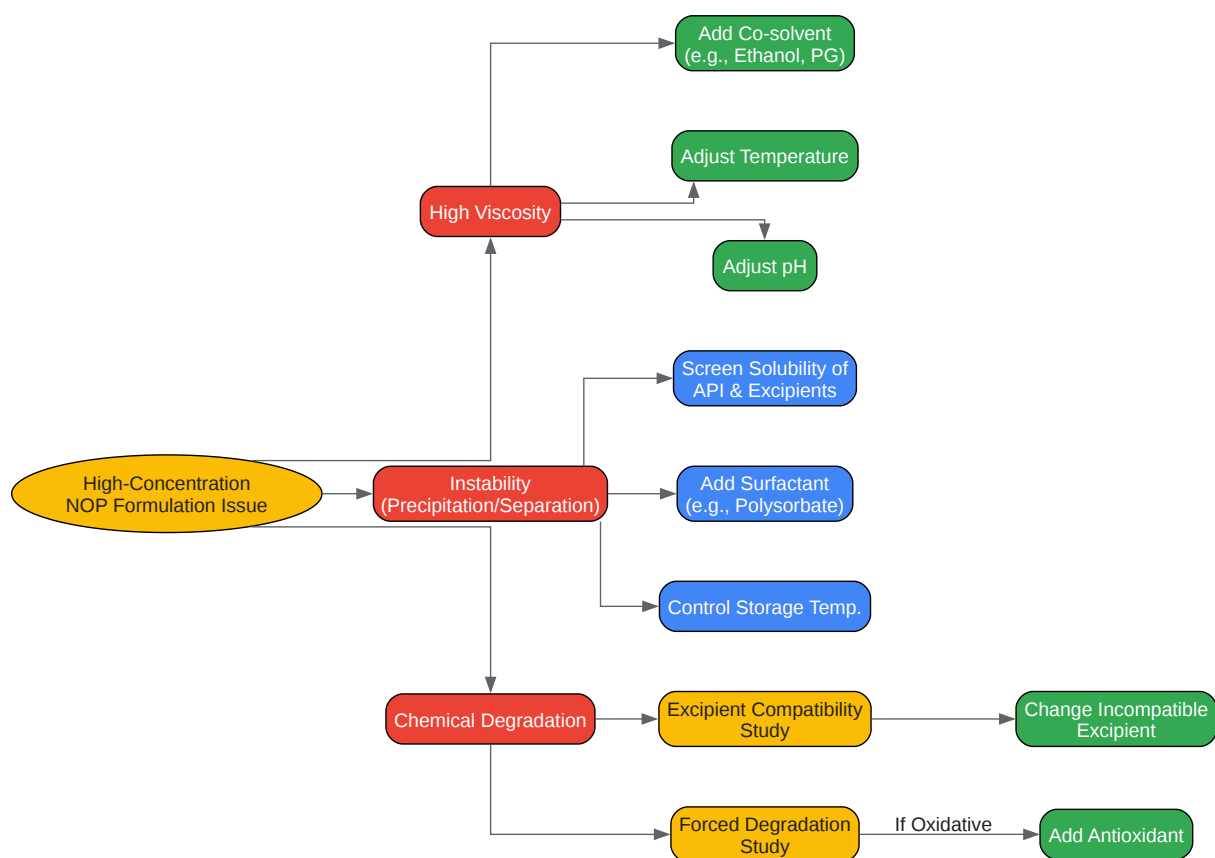 Add Co-solvent
(e.g., Ethanol, PG)
Adjust Temperature
High Viscosity
Adjust pH
Screen Solubility of
API & Excipients
High-Concentration
NOP Formulation Issue
Instability
(Precipitation/Separation)
Add Surfactant
(e.g., Polysorbate)
Control Storage Temp.
Chemical Degradation
Excipient Compatibility
Study
Change Incompatible
Excipient
Forced Degradation
Study
If Oxidative
Add Antioxidant